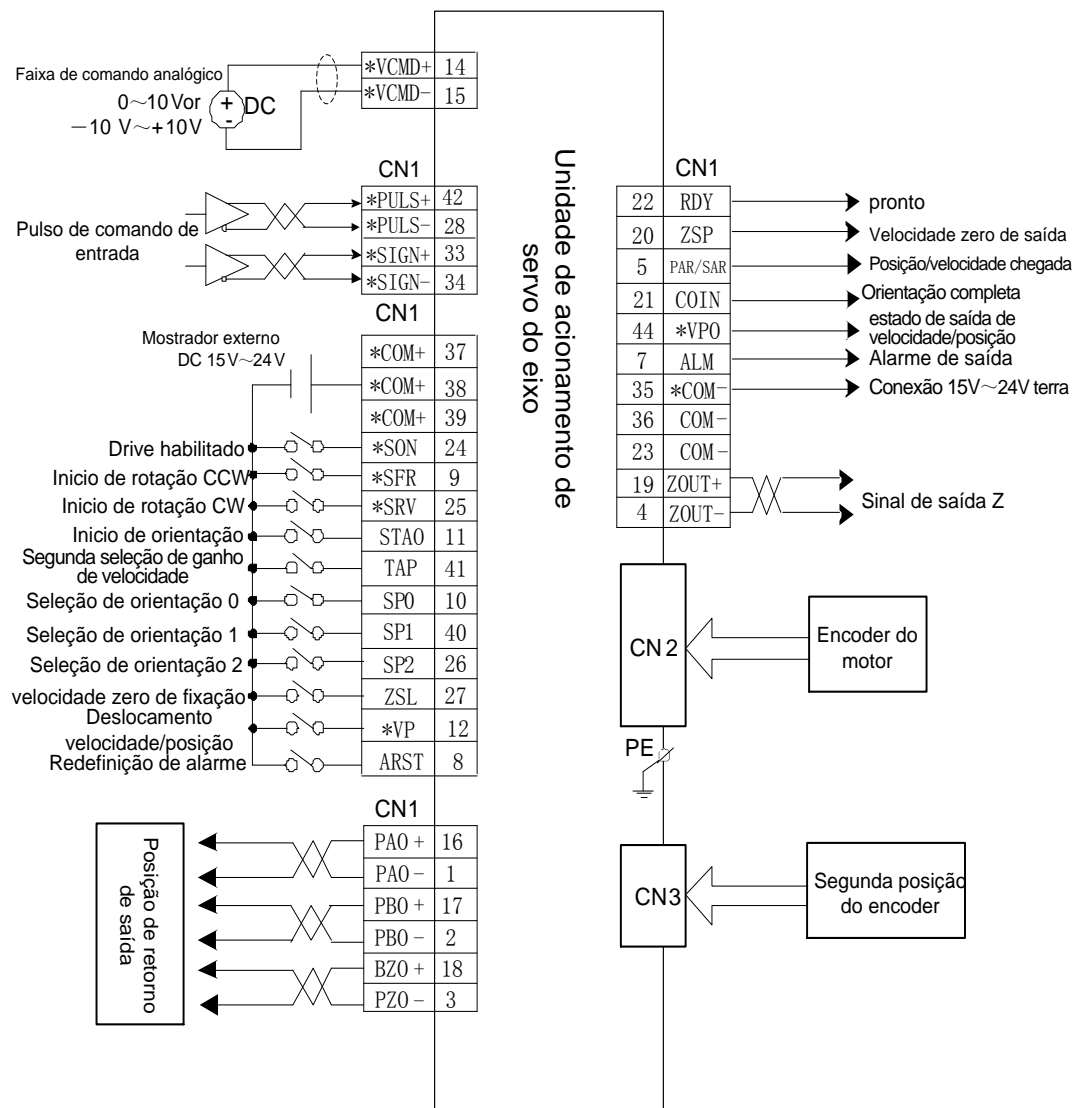 Faixa de comando analógico
0～10Vor
－10 V～+10V
+
-
DC
*VCMD+ 14
*VCMD- 15
CN1
Pulso de comando de
entrada
*PULS+ 42
*PULS- 28
*SIGN+ 33
*SIGN- 34
CN1
Mostrador externo
DC 15V～24V
*COM+ 37
*COM+ 38
*COM+ 39
Drive habilitado *SON 24
Inicio de rotação CCW *SFR 9
Inicio de rotação CW *SRV 25
Inicio de orientação STAO 11
Segunda seleção de ganho
de velocidade
TAP 41
Seleção de orientação 0 SP0 10
Seleção de orientação 1 SP1 40
Seleção de orientação 2 SP2 26
velocidade zero de fixação ZSL 27
Deslocamento
velocidade/posição
*VP 12
Redefinição de alarme ARST 8
CN1
Posição de retorno
de saída
PAO + 16
PAO - 1
PBO + 17
PBO - 2
BZO + 18
PZO - 3
Unidade de acionamento de
servo do eixo
CN1
22 RDY pronto
20 ZSP Velocidade zero de saída
5 PAR/SAR Posição/velocidade chegada
21 COIN Orientação completa
44 *VPO estado de saída de
velocidade/posição
7 ALM Alarme de saída
35 *COM- Conexão 15V～24V terra
36 COM-
23 COM-
19 ZOUT+
4 ZOUT-
Sinal de saída Z
CN2
Encoder do
motor
PE
CN3
Segunda posição
do encoder